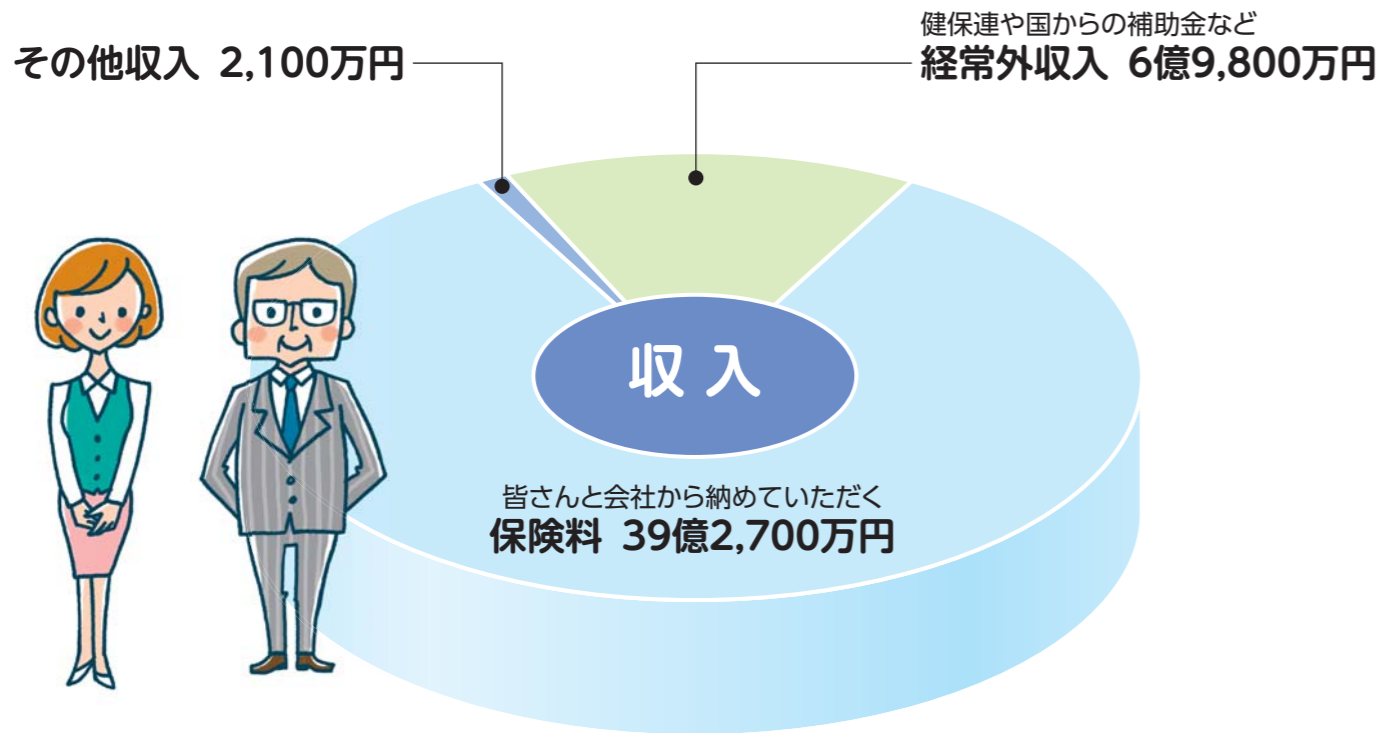 健保連や国からの補助金など
その他収入 2,100万円
経常外収入 6億9,800万円
収入
皆さんと会社から納めていただく
保険料 39億2,700万円